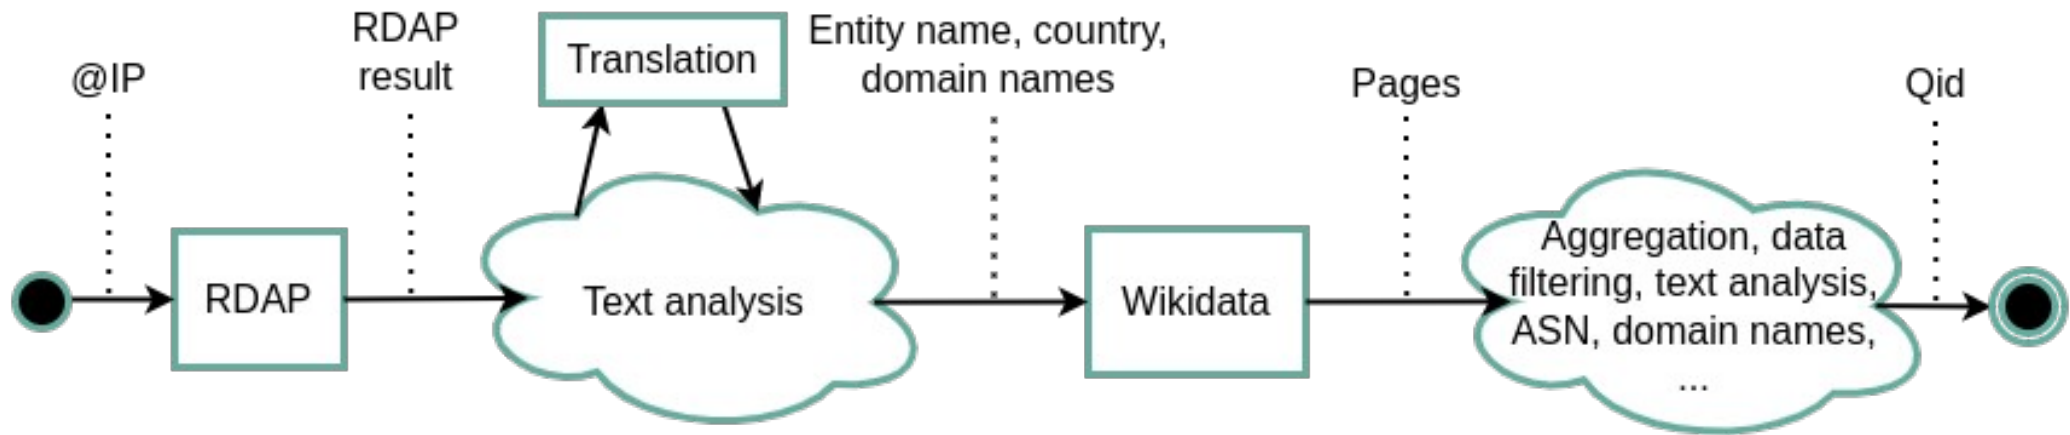 @IP
RDAP
result
Translation
Entity name, country,
domain names
Pages
Qid
RDAP
Text analysis
Wikidata
Aggregation, data
filtering, text analysis,
ASN, domain names,
...